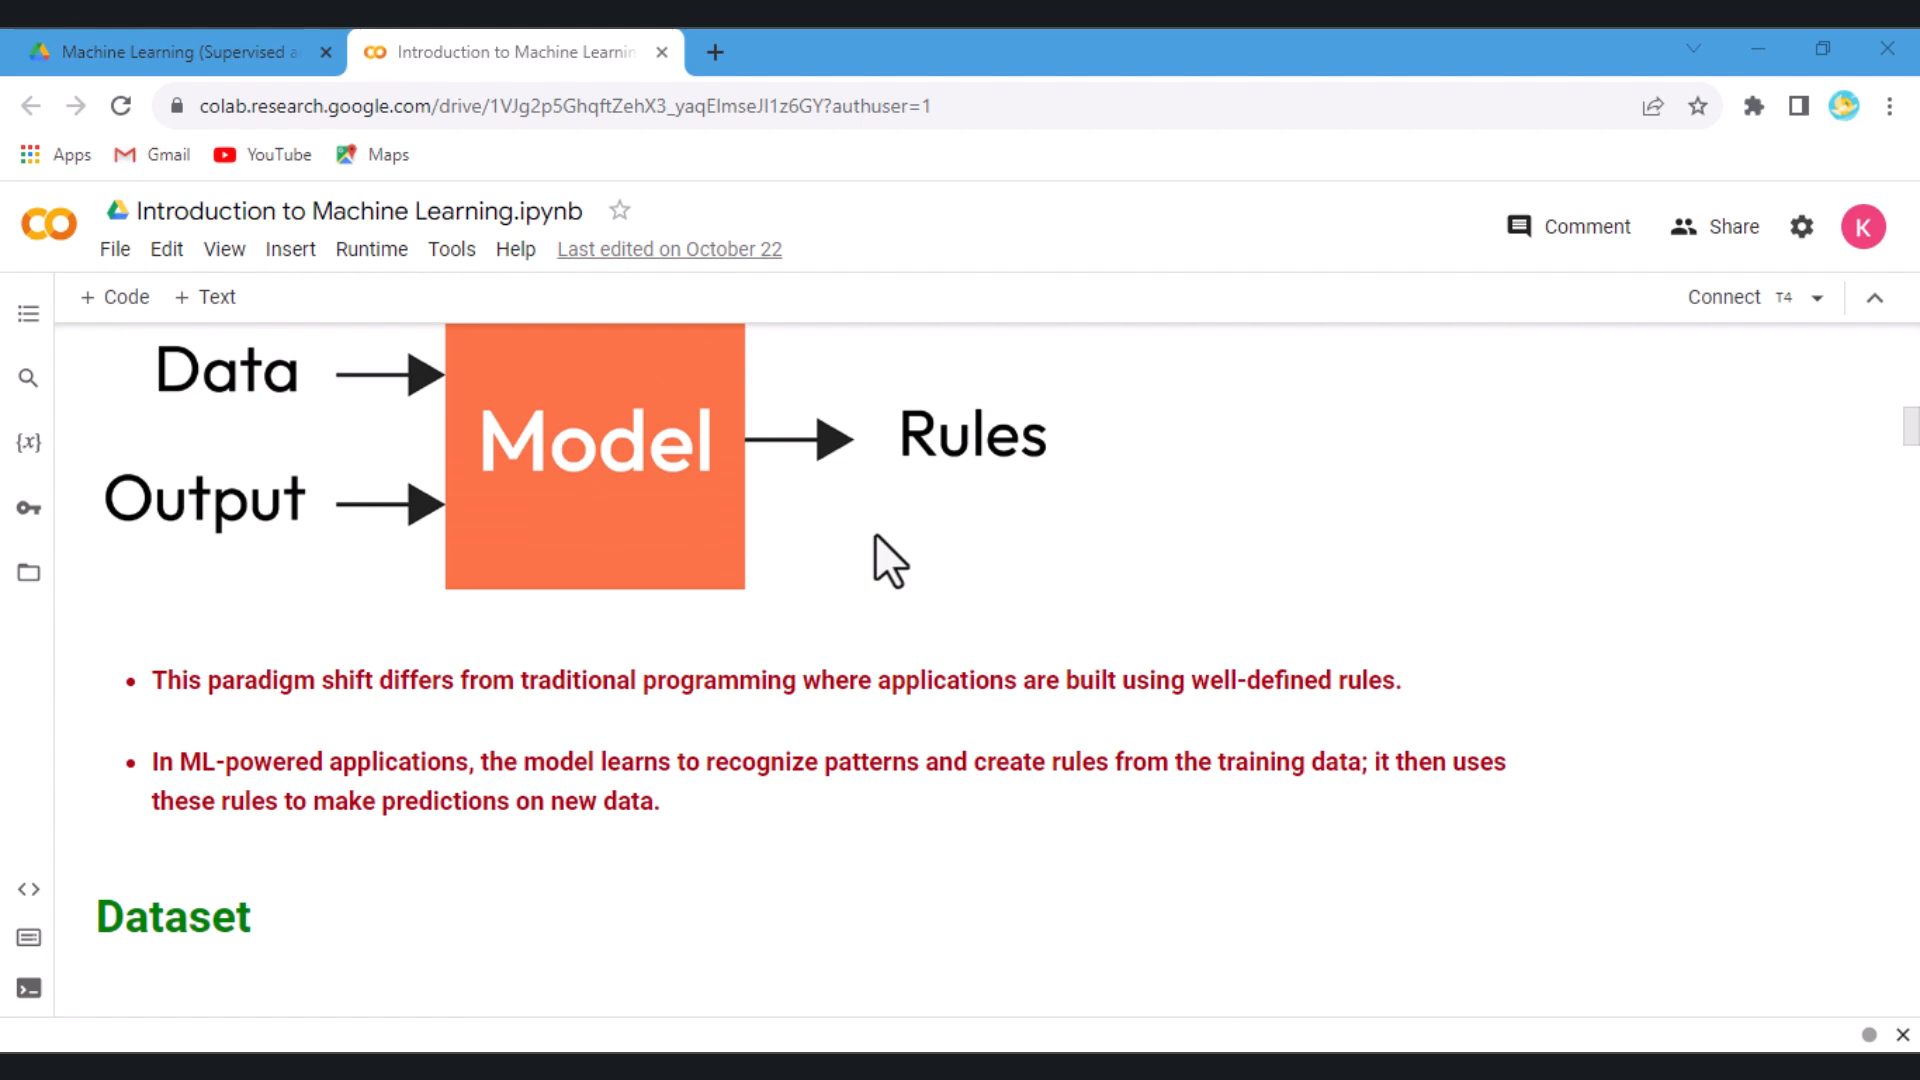 Machine Learning (Supervised a
Introduction to Machine Learnin
colab.research.google.com/drive/1VJg2p5GhqftZehX3_yaqElmseJI1z6GY?authuser=1
Apps Gmail YouTube Maps
Introduction to Machine Learning.ipynb
Comment Share K
File Edit View Insert Runtime Tools Help Last edited on October 22
+ Code + Text
Connect T4
Data
Model
Rules
Output
• This paradigm shift differs from traditional programming where applications are built using well-defined rules.
• In ML-powered applications, the model learns to recognize patterns and create rules from the training data; it then uses
these rules to make predictions on new data.
Dataset